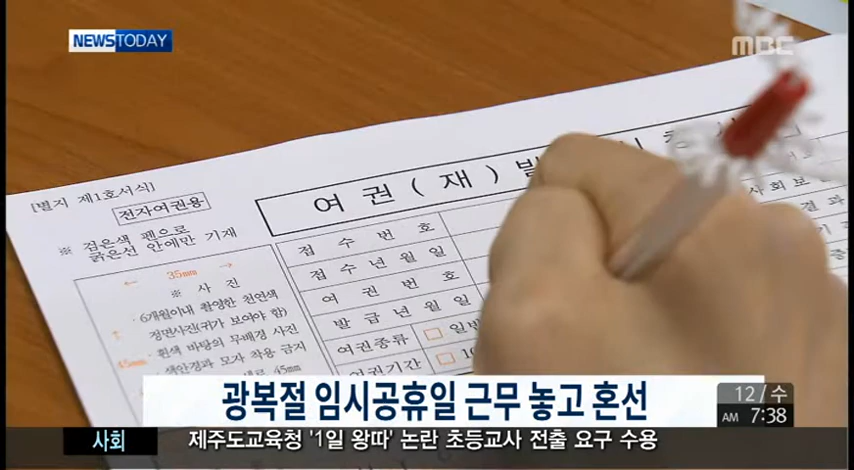 NEWSTODAY
MBC
[별지 제1호서식]
전자여권용
여 권 ( 재 ) 발
※ 검은색 펜으로
굵은선 안에만 기재
35mm
※ 사 진
6개월이내 촬영한 천연색
정면사진(귀가 보여야 함)
흰색 바탕의 무배경 사진
색안경과 모자 착용 금지
45mm
45mm
접 수 번 호
접 수 년 월 일
여 권 번 호
발 급 년 월 일
여권종류 □ 일반
여권기간 □ 10
광복절 임시공휴일 근무 놓고 혼선
12/수
AM 7:38
사회 제주도교육청 '1일 왕따' 논란 초등교사 전출 요구 수용